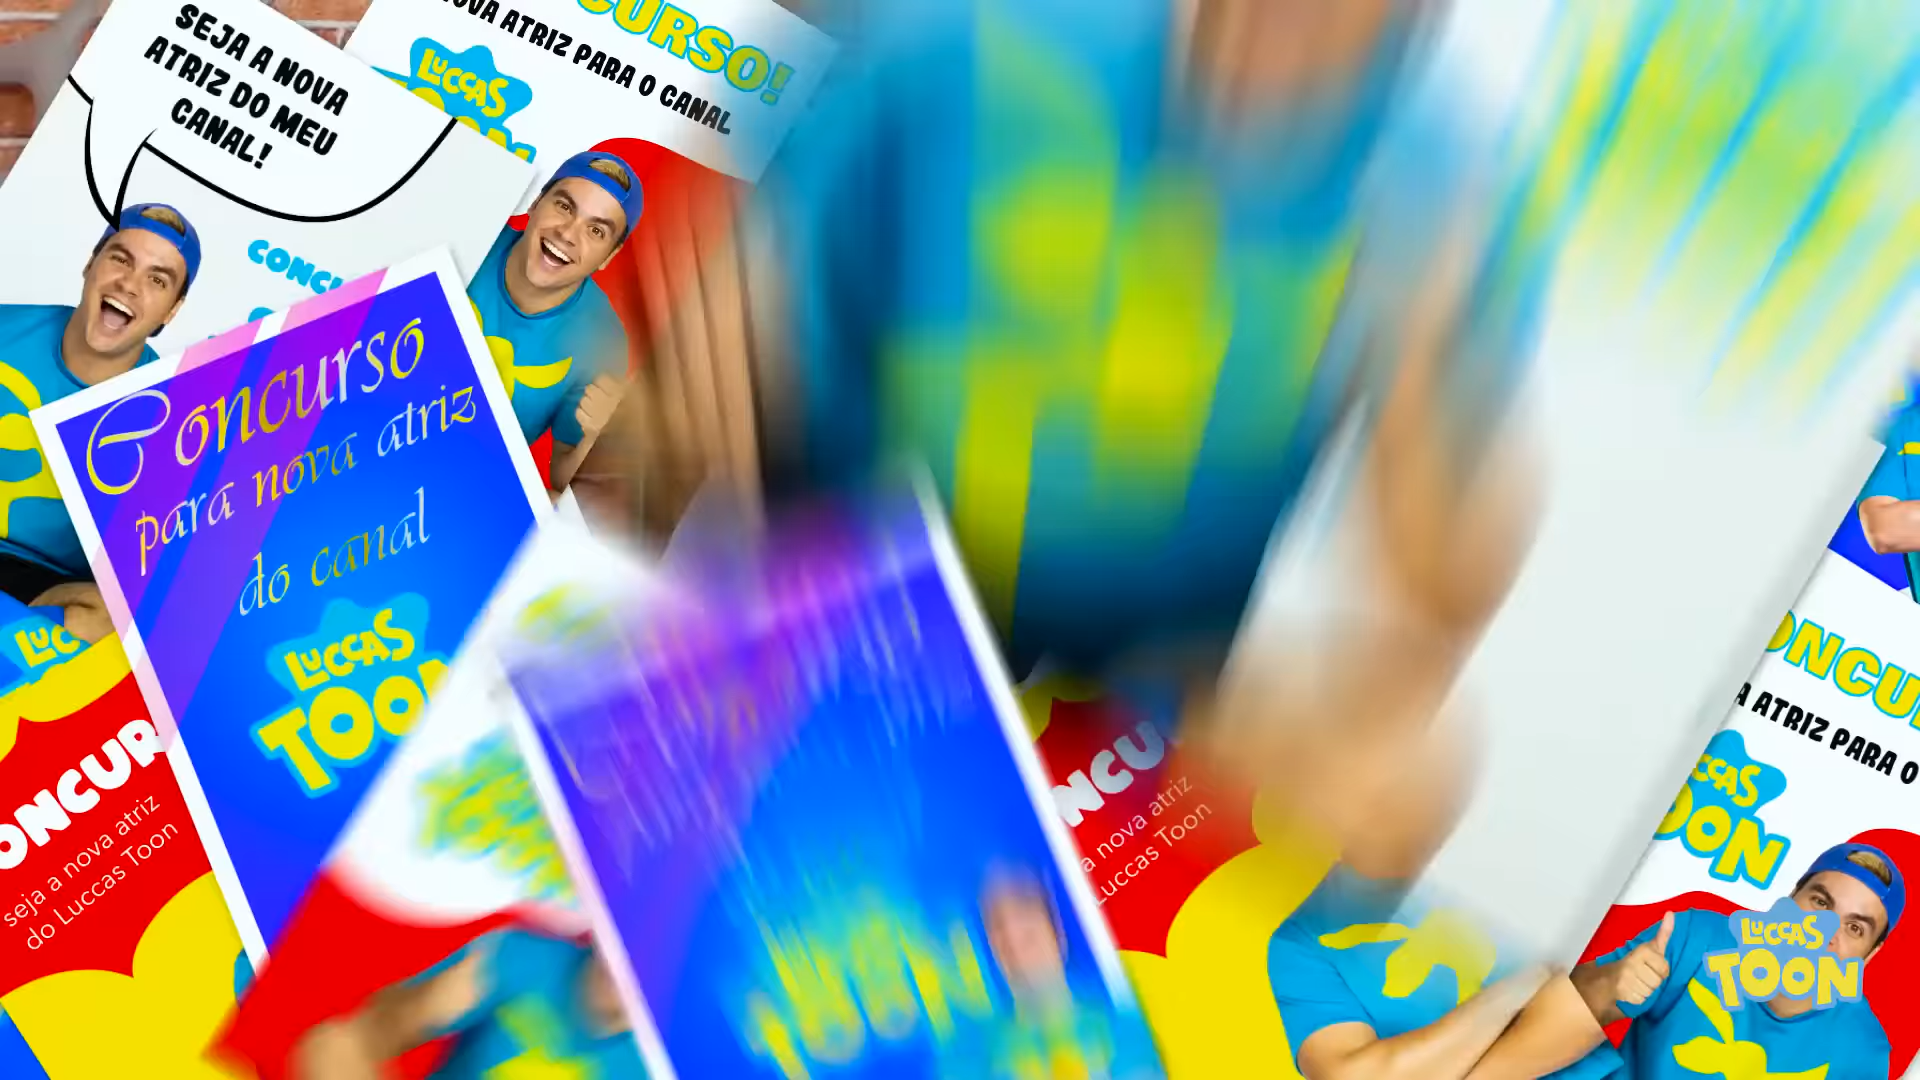 SEJA A NOVA
ATRIZ DO MEU
CANAL!
CURSO!
NOVA ATRIZ PARA O CANAL
LUCCAS
CONCU
Concurso
para nova atriz
do canal
LUCCAS
TOON
LUC
ONCUR
seja a nova atriz
do Luccas Toon
NCU
a nova atriz
Luccas Toon
ONCU
A ATRIZ PARA O
CCAS
OON
LUCCAS
TOON